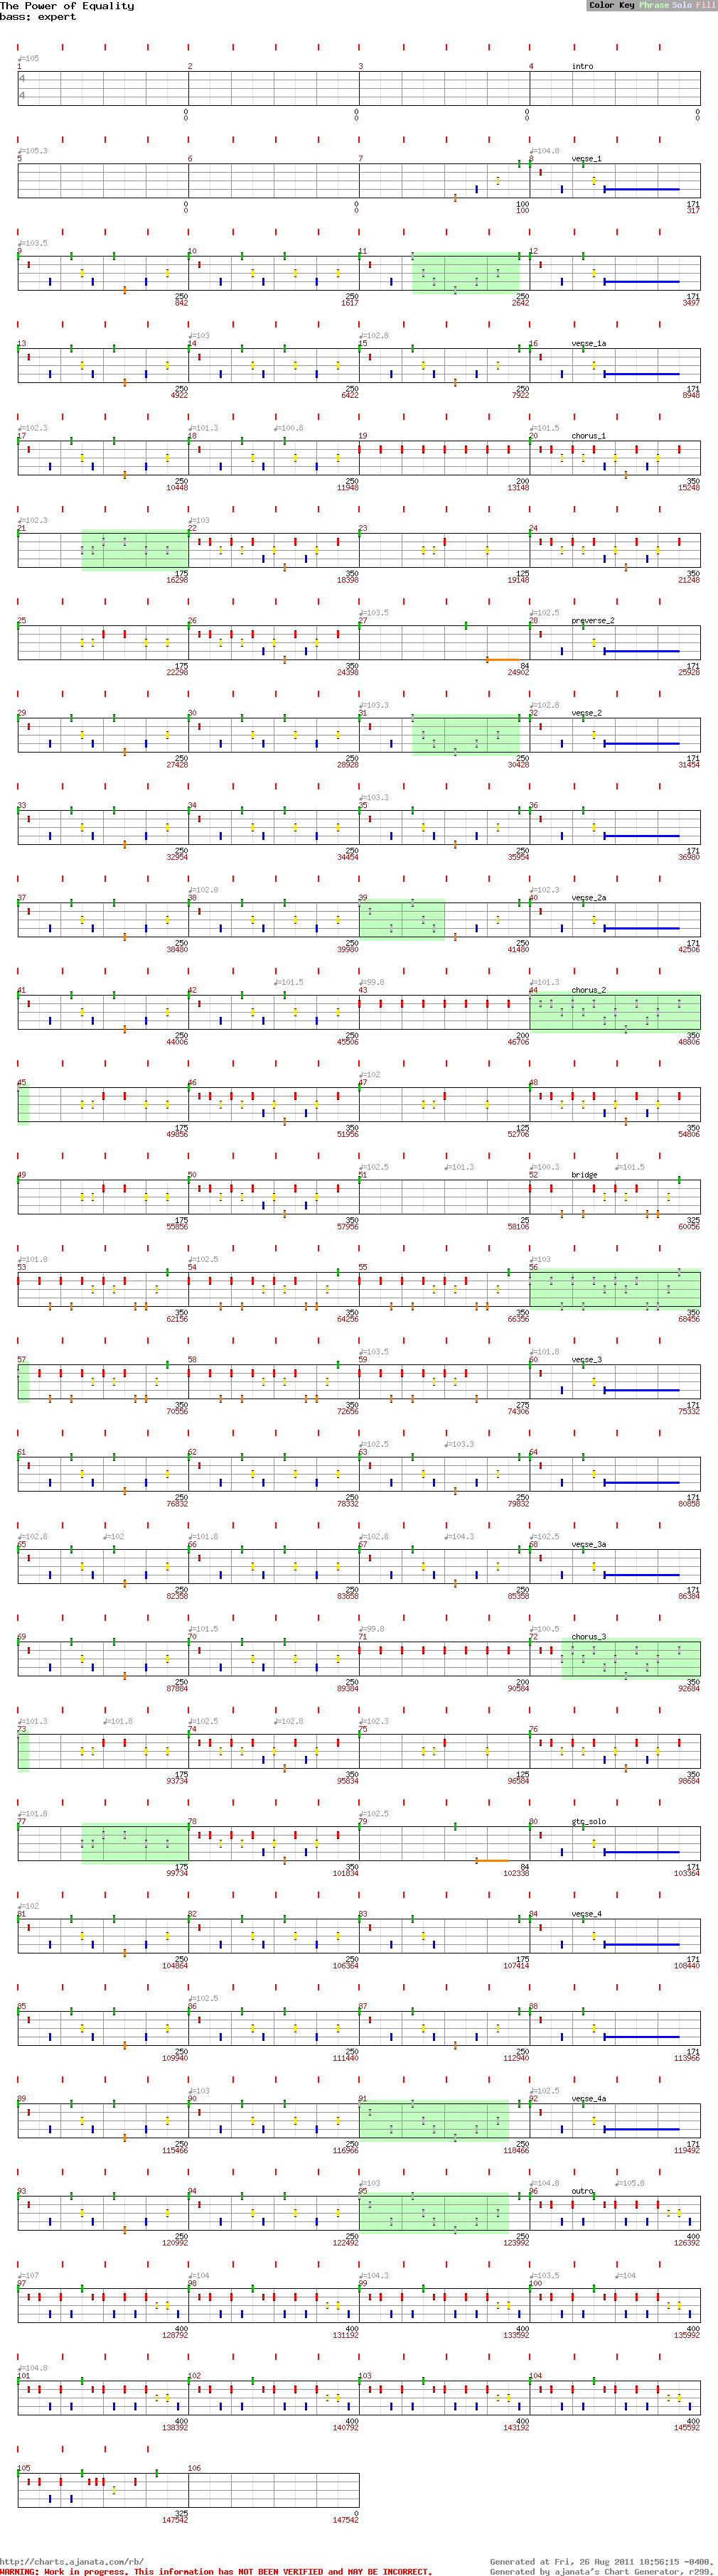 The Power of Equality
Color Key Phrase Solo Fill
bass: expert
♩=105
1 2 3 4 intro
4
4
0 0 0 0
0 0 0 0
♩=105.3 ♩=104.8
5 6 7 8 verse_1
0 0 100 171
0 0 100 317
♩=103.5
9 10 11 12
250 250 250 171
842 1617 2642 3497
♩=103 ♩=102.8
13 14 15 16 verse_1a
250 250 250 171
4922 6422 7922 8948
♩=102.3 ♩=101.3 ♩=100.8 ♩=101.5
17 18 19 20 chorus_1
250 250 200 350
10448 11948 13148 15248
♩=102.3 ♩=103
21 22 23 24
175 350 125 350
16298 18398 19148 21248
♩=103.5 ♩=102.5
25 26 27 28 preverse_2
175 350 84 171
22298 24398 24902 25928
♩=103.3 ♩=102.8
29 30 31 32 verse_2
250 250 250 171
27428 28928 30428 31454
♩=103.3
33 34 35 36
250 250 250 171
32954 34454 35954 36980
♩=102.8 ♩=102.3
37 38 39 40 verse_2a
250 250 250 171
38480 39980 41480 42506
♩=101.5 ♩=99.8 ♩=101.3
41 42 43 44 chorus_2
250 250 200 350
44006 45506 46706 48806
♩=102
45 46 47 48
175 350 125 350
49856 51956 52706 54806
♩=102.5 ♩=101.3 ♩=100.3 ♩=101.5
49 50 51 52 bridge
175 350 25 325
55856 57956 58106 60056
♩=101.8 ♩=102.5 ♩=103
53 54 55 56
350 350 350 350
62156 64256 66356 68456
♩=103.5 ♩=101.8
57 58 59 60 verse_3
350 350 275 171
70556 72656 74306 75332
♩=102.5 ♩=103.3
61 62 63 64
250 250 250 171
76832 78332 79832 80858
♩=102.8 ♩=102 ♩=101.8 ♩=102.8 ♩=104.3 ♩=102.5
65 66 67 68 verse_3a
250 250 250 171
82358 83858 85358 86384
♩=101.5 ♩=99.8 ♩=100.5
69 70 71 72 chorus_3
250 250 200 350
87884 89384 90584 92684
♩=101.3 ♩=101.8 ♩=102.5 ♩=102.8 ♩=102.3
73 74 75 76
175 350 125 350
93734 95834 96584 98684
♩=101.8 ♩=102.5
77 78 79 80 gtr_solo
175 350 84 171
99734 101834 102338 103364
♩=102
81 82 83 84 verse_4
250 250 175 171
104864 106364 107414 108440
♩=102.5
85 86 87 88
250 250 250 171
109940 111440 112940 113966
♩=103 ♩=102.5
89 90 91 92 verse_4a
250 250 250 171
115466 116966 118466 119492
♩=103 ♩=104.8 ♩=105.8
93 94 95 96 outro
250 250 250 400
120992 122492 123992 126392
♩=107 ♩=104 ♩=104.3 ♩=103.5 ♩=104
97 98 99 100
400 400 400 400
128792 131192 133592 135992
♩=104.8
101 102 103 104
400 400 400 400
138392 140792 143192 145592
105 106
325 0
147542 147542
http://charts.ajanata.com/rb/
Generated at Fri, 26 Aug 2011 10:56:15 -0400.
WARNING: Work in progress. This information has NOT BEEN VERIFIED and MAY BE INCORRECT.
Generated by ajanata's Chart Generator, r299.